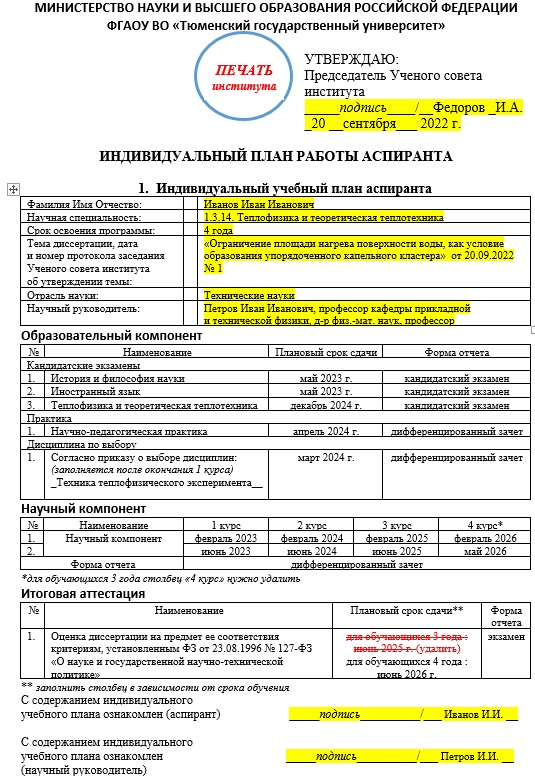 МИНИСТЕРСТВО НАУКИ И ВЫСШЕГО ОБРАЗОВАНИЯ РОССИЙСКОЙ ФЕДЕРАЦИИ
ФГАОУ ВО «Тюменский государственный университет»
ПЕЧАТЬ
института
УТВЕРЖДАЮ:
Председатель Ученого совета
института
_____подпись____/__Федоров _И.А.
_20 __сентября___ 2022 г.
ИНДИВИДУАЛЬНЫЙ ПЛАН РАБОТЫ АСПИРАНТА
1. Индивидуальный учебный план аспиранта
Фамилия Имя Отчество: Иванов Иван Иванович
Научная специальность: 1.3.14. Теплофизика и теоретическая теплотехника
Срок освоения программы: 4 года
Тема диссертации, дата «Ограничение площади нагрева поверхности воды, как условие
и номер протокола заседания образования упорядоченного капельного кластера» от 20.09.2022
Ученого совета института № 1
об утверждении темы:
Отрасль науки: Технические науки
Научный руководитель: Петров Иван Иванович, профессор кафедры прикладной
и технической физики, д-р физ.-мат. наук, профессор
Образовательный компонент
№ Наименование Плановый срок сдачи Форма отчета
Кандидатские экзамены
1. История и философия науки май 2023 г. кандидатский экзамен
2. Иностранный язык май 2023 г. кандидатский экзамен
3. Теплофизика и теоретическая теплотехника декабрь 2024 г. кандидатский экзамен
Практика
1. Научно-педагогическая практика апрель 2024 г. дифференцированный зачет
Дисциплина по выбору
1. Согласно приказу о выборе дисциплин: март 2024 г. дифференцированный зачет
(заполняется после окончания 1 курса)
_Техника теплофизического эксперимента__
Научный компонент
№ Наименование 1 курс 2 курс 3 курс 4 курс*
1. Научный компонент февраль 2023 февраль 2024 февраль 2025 февраль 2026
2. июнь 2023 июнь 2024 июнь 2025 май 2026
Форма отчета дифференцированный зачет
*для обучающихся 3 года столбец «4 курс» нужно удалить
Итоговая аттестация
№ Наименование Плановый срок сдачи** Форма
отчета
1. Оценка диссертации на предмет ее соответствия для обучающихся 3 года : экзамен
критериям, установленным ФЗ от 23.08.1996 № 127-ФЗ июнь 2025 г. (удалить)
«О науке и государственной научно-технической для обучающихся 4 года :
политике» июнь 2026 г.
** заполнить столбец в зависимости от срока обучения
С содержанием индивидуального
учебного плана ознакомлен (аспирант) _____подпись__________/___ Иванов И.И. __
С содержанием индивидуального
учебного плана ознакомлен _____подпись__________/___ Петров И.И. __
(научный руководитель)